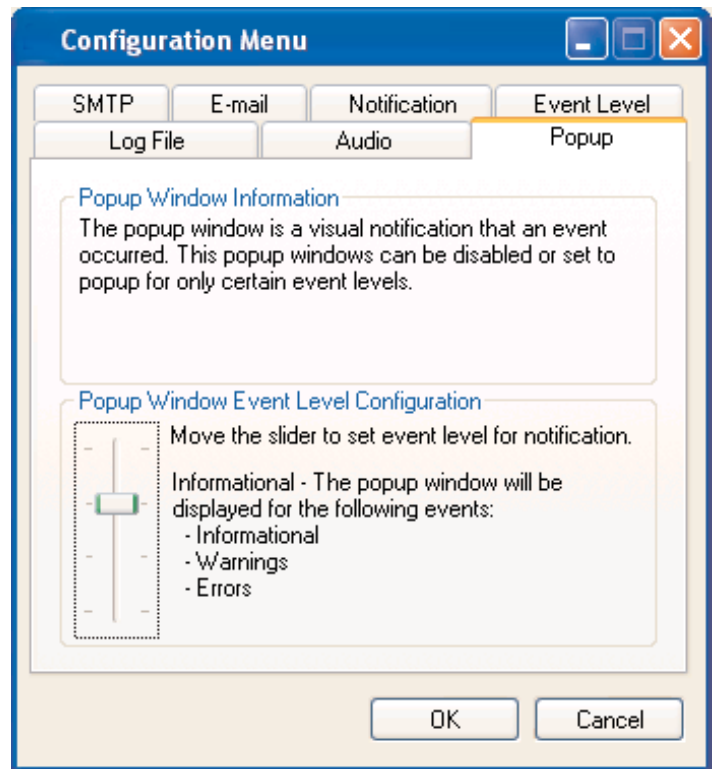 Configuration Menu
SMTP E-mail Notification Event Level
Log File Audio Popup
Popup Window Information
The popup window is a visual notification that an event
occurred. This popup windows can be disabled or set to
popup for only certain event levels.
Popup Window Event Level Configuration
Move the slider to set event level for notification.
Informational - The popup window will be
displayed for the following events:
- Informational
- Warnings
- Errors
OK Cancel